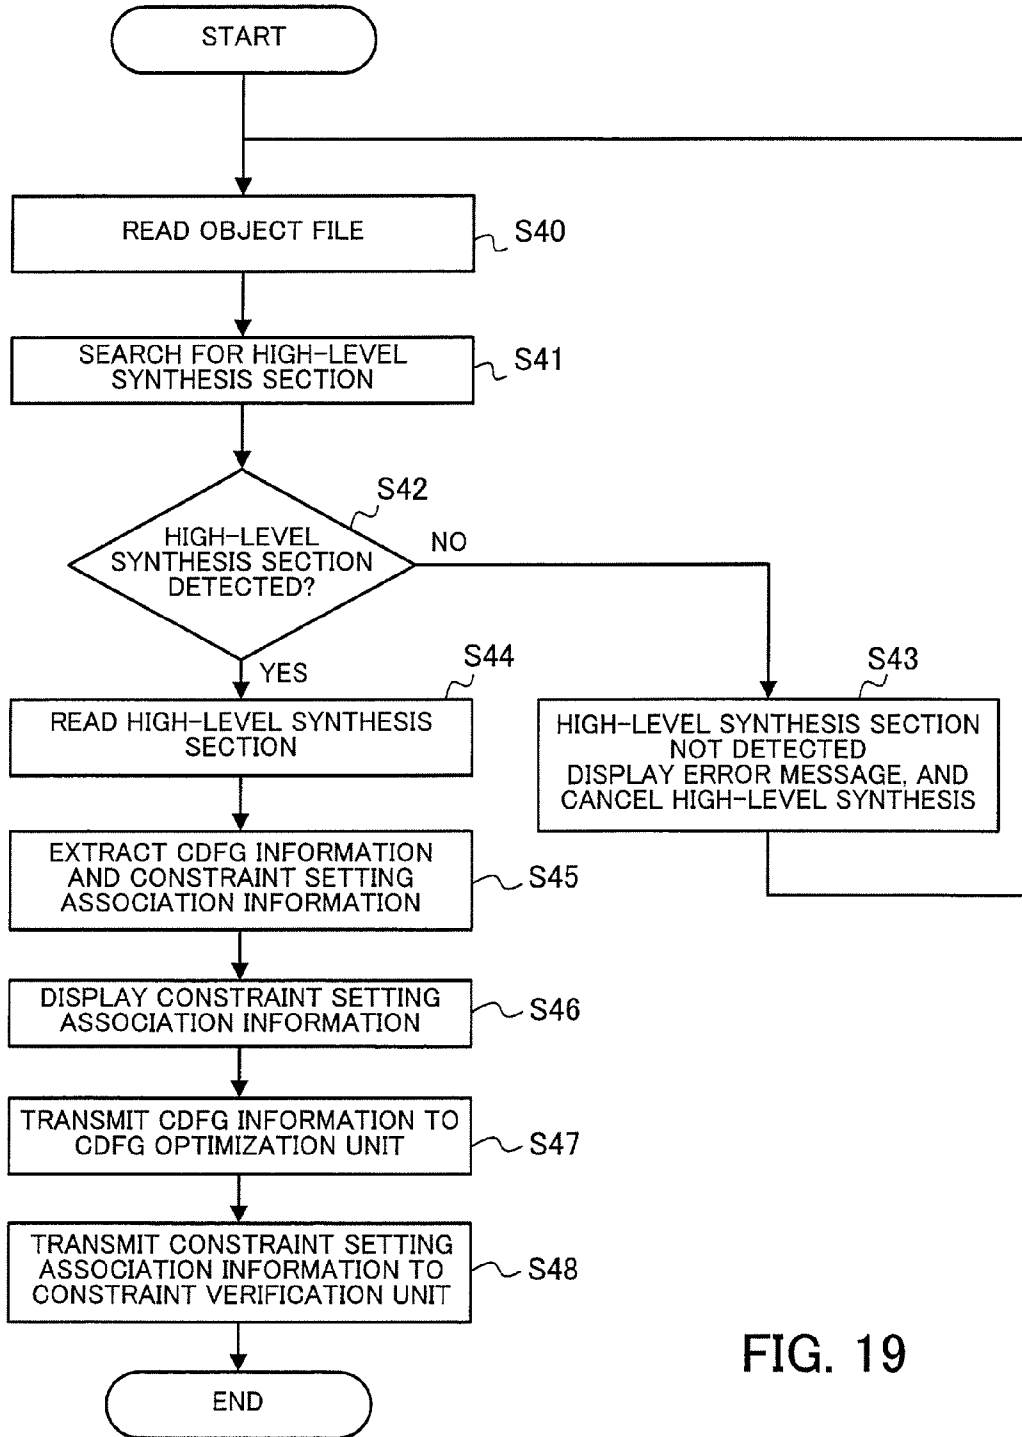 START
READ OBJECT FILE
S40
SEARCH FOR HIGH-LEVEL
SYNTHESIS SECTION
S41
S42
HIGH-LEVEL
SYNTHESIS SECTION
DETECTED?
NO
YES
S44
READ HIGH-LEVEL SYNTHESIS
SECTION
S43
HIGH-LEVEL SYNTHESIS SECTION
NOT DETECTED
DISPLAY ERROR MESSAGE, AND
CANCEL HIGH-LEVEL SYNTHESIS
EXTRACT CDFG INFORMATION
AND CONSTRAINT SETTING
ASSOCIATION INFORMATION
S45
DISPLAY CONSTRAINT SETTING
ASSOCIATION INFORMATION
S46
TRANSMIT CDFG INFORMATION TO
CDFG OPTIMIZATION UNIT
S47
TRANSMIT CONSTRAINT SETTING
ASSOCIATION INFORMATION TO
CONSTRAINT VERIFICATION UNIT
S48
END
FIG. 19